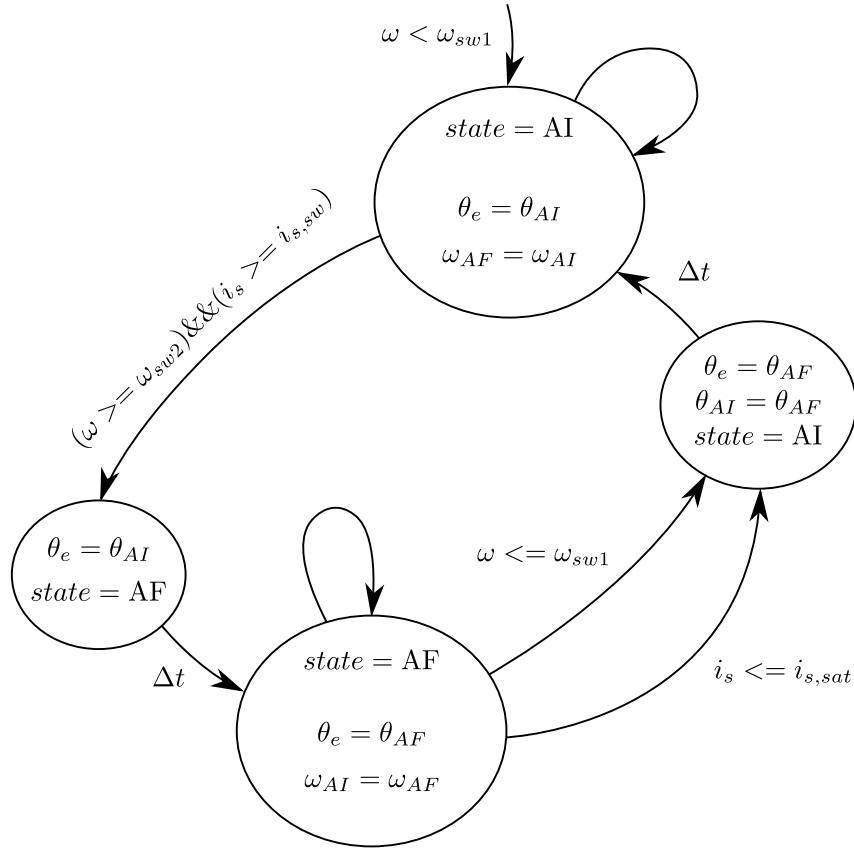 ω < ω_{sw1}
state = AI
θ_e = θ_{AI}
ω_{AF} = ω_{AI}
(ω >= ω_{sw2})&&(i_s >= i_{s,sw})
Δt
θ_e = θ_{AF}
θ_{AI} = θ_{AF}
state = AI
θ_e = θ_{AI}
state = AF
Δt
state = AF
θ_e = θ_{AF}
ω_{AI} = ω_{AF}
ω <= ω_{sw1}
i_s <= i_{s,sat}